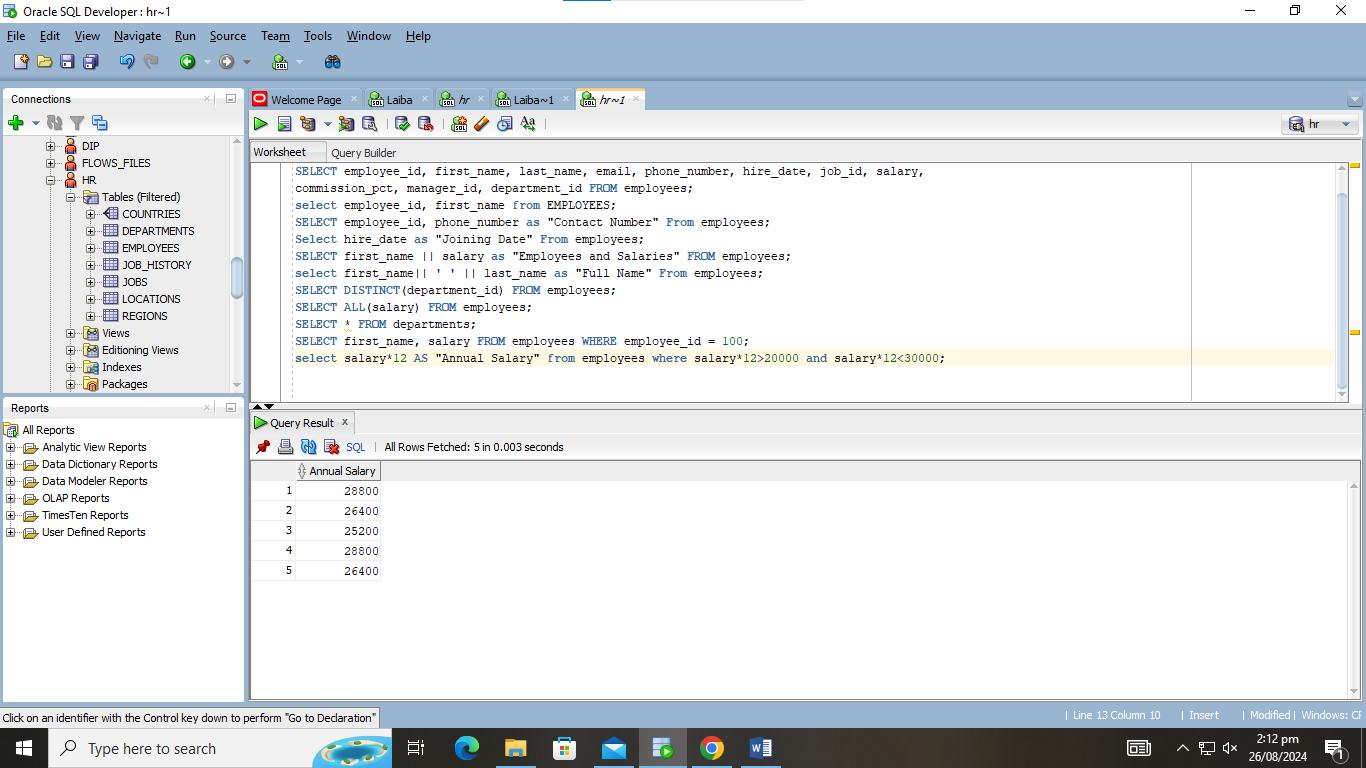 Oracle SQL Developer : hr~1
File Edit View Navigate Run Source Team Tools Window Help
Connections
DIP
FLOWS_FILES
HR
Tables (Filtered)
COUNTRIES
DEPARTMENTS
EMPLOYEES
JOB_HISTORY
JOBS
LOCATIONS
REGIONS
Views
Editioning Views
Indexes
Packages
Reports
All Reports
Analytic View Reports
Data Dictionary Reports
Data Modeler Reports
OLAP Reports
TimesTen Reports
User Defined Reports
Welcome Page Laiba hr Laiba~1 hr~1
hr
Worksheet Query Builder
SELECT employee_id, first_name, last_name, email, phone_number, hire_date, job_id, salary,
commission_pct, manager_id, department_id FROM employees;
select employee_id, first_name from EMPLOYEES;
SELECT employee_id, phone_number as "Contact Number" From employees;
Select hire_date as "Joining Date" From employees;
SELECT first_name || salary as "Employees and Salaries" FROM employees;
select first_name|| ' ' || last_name as "Full Name" From employees;
SELECT DISTINCT(department_id) FROM employees;
SELECT ALL(salary) FROM employees;
SELECT * FROM departments;
SELECT first_name, salary FROM employees WHERE employee_id = 100;
select salary*12 AS "Annual Salary" from employees where salary*12>20000 and salary*12<30000;
Query Result
SQL | All Rows Fetched: 5 in 0.003 seconds
Annual Salary
1 28800
2 26400
3 25200
4 28800
5 26400
Click on an identifier with the Control key down to perform "Go to Declaration"
| Line 13 Column 10 | Insert | Modified | Windows: CF
Type here to search
2:12 pm
26/08/2024
1